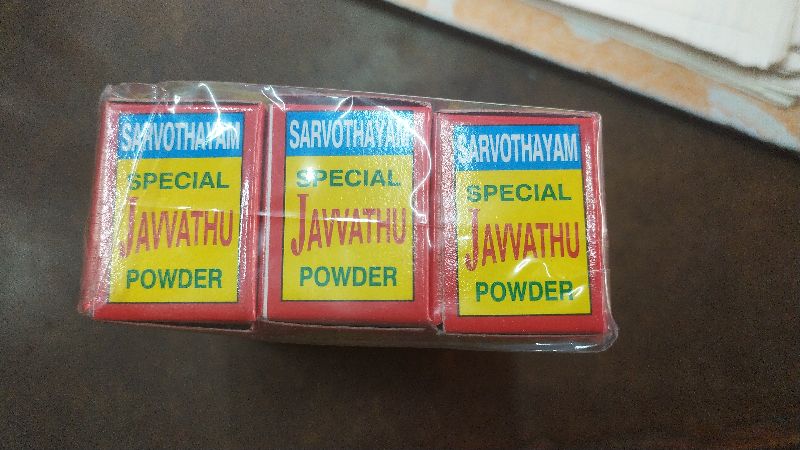 SARVOTHAYAM
SPECIAL
JAVVATHU
POWDER
SARVOTHAYAM
SPECIAL
JAVVATHU
POWDER
SARVOTHAYAM
SPECIAL
JAVVATHU
POWDER